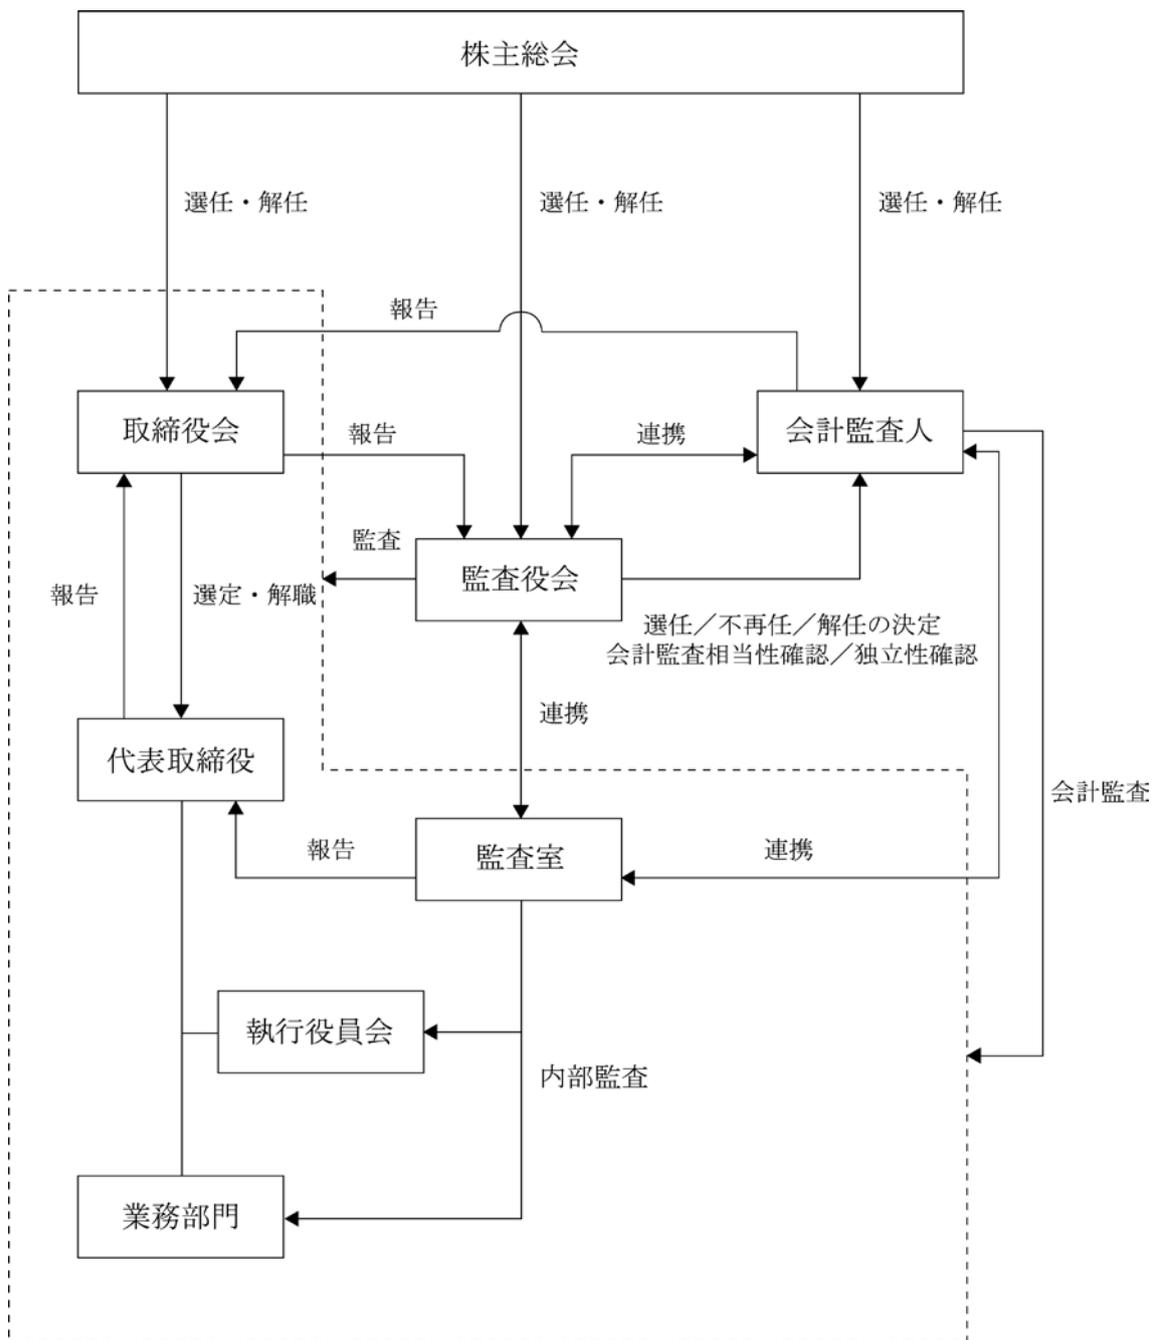 株主総会
選任・解任
選任・解任
選任・解任
報告
取締役会
報告
連携
会計監査人
監査
監査役会
報告
選定・解職
選任／不再任／解任の決定
会計監査相当性確認／独立性確認
連携
代表取締役
会計監査
報告
監査室
連携
執行役員会
内部監査
業務部門